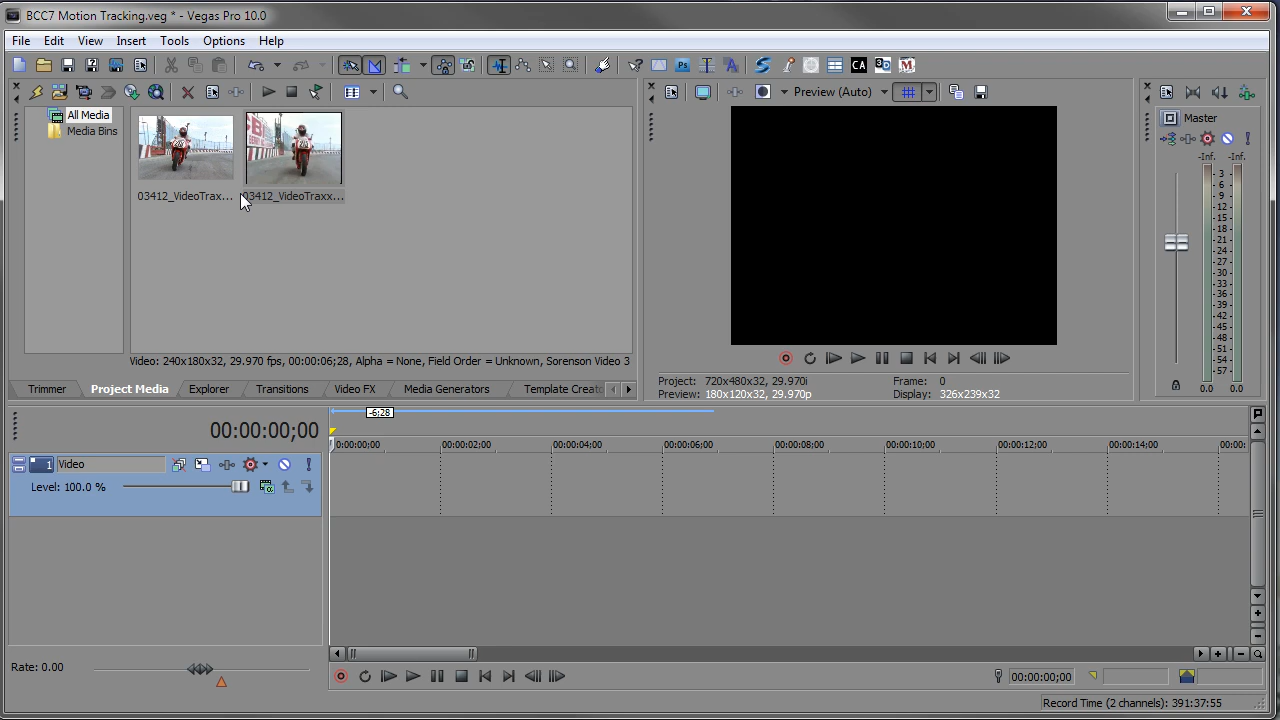 BCC7 Motion Tracking.veg * - Vegas Pro 10.0
File Edit View Insert Tools Options Help
Preview (Auto)
All Media
Media Bins
03412_VideoTrax... 03412_VideoTraxx...
Video: 240x180x32, 29.970 fps, 00:00:06;28, Alpha = None, Field Order = Unknown, Sorenson Video 3
Trimmer Project Media Explorer Transitions Video FX Media Generators Template Creato
Project: 720x480x32, 29.970i Frame: 0
Preview: 180x120x32, 29.970p Display: 326x239x32
Master
-Inf. -Inf.
3
6
9
12
15
18
21
24
27
30
33
36
39
42
45
48
51
54
57
0.0 0.0
00:00:00;00
-6:28
0:00:00;00 00:00:02;00 00:00:04;00 00:00:06;00 00:00:08;00 00:00:10;00 00:00:12;00 00:00:14;00 00:00:
1 Video
Level: 100.0 %
Rate: 0.00
00:00:00;00
Record Time (2 channels): 391:37:55